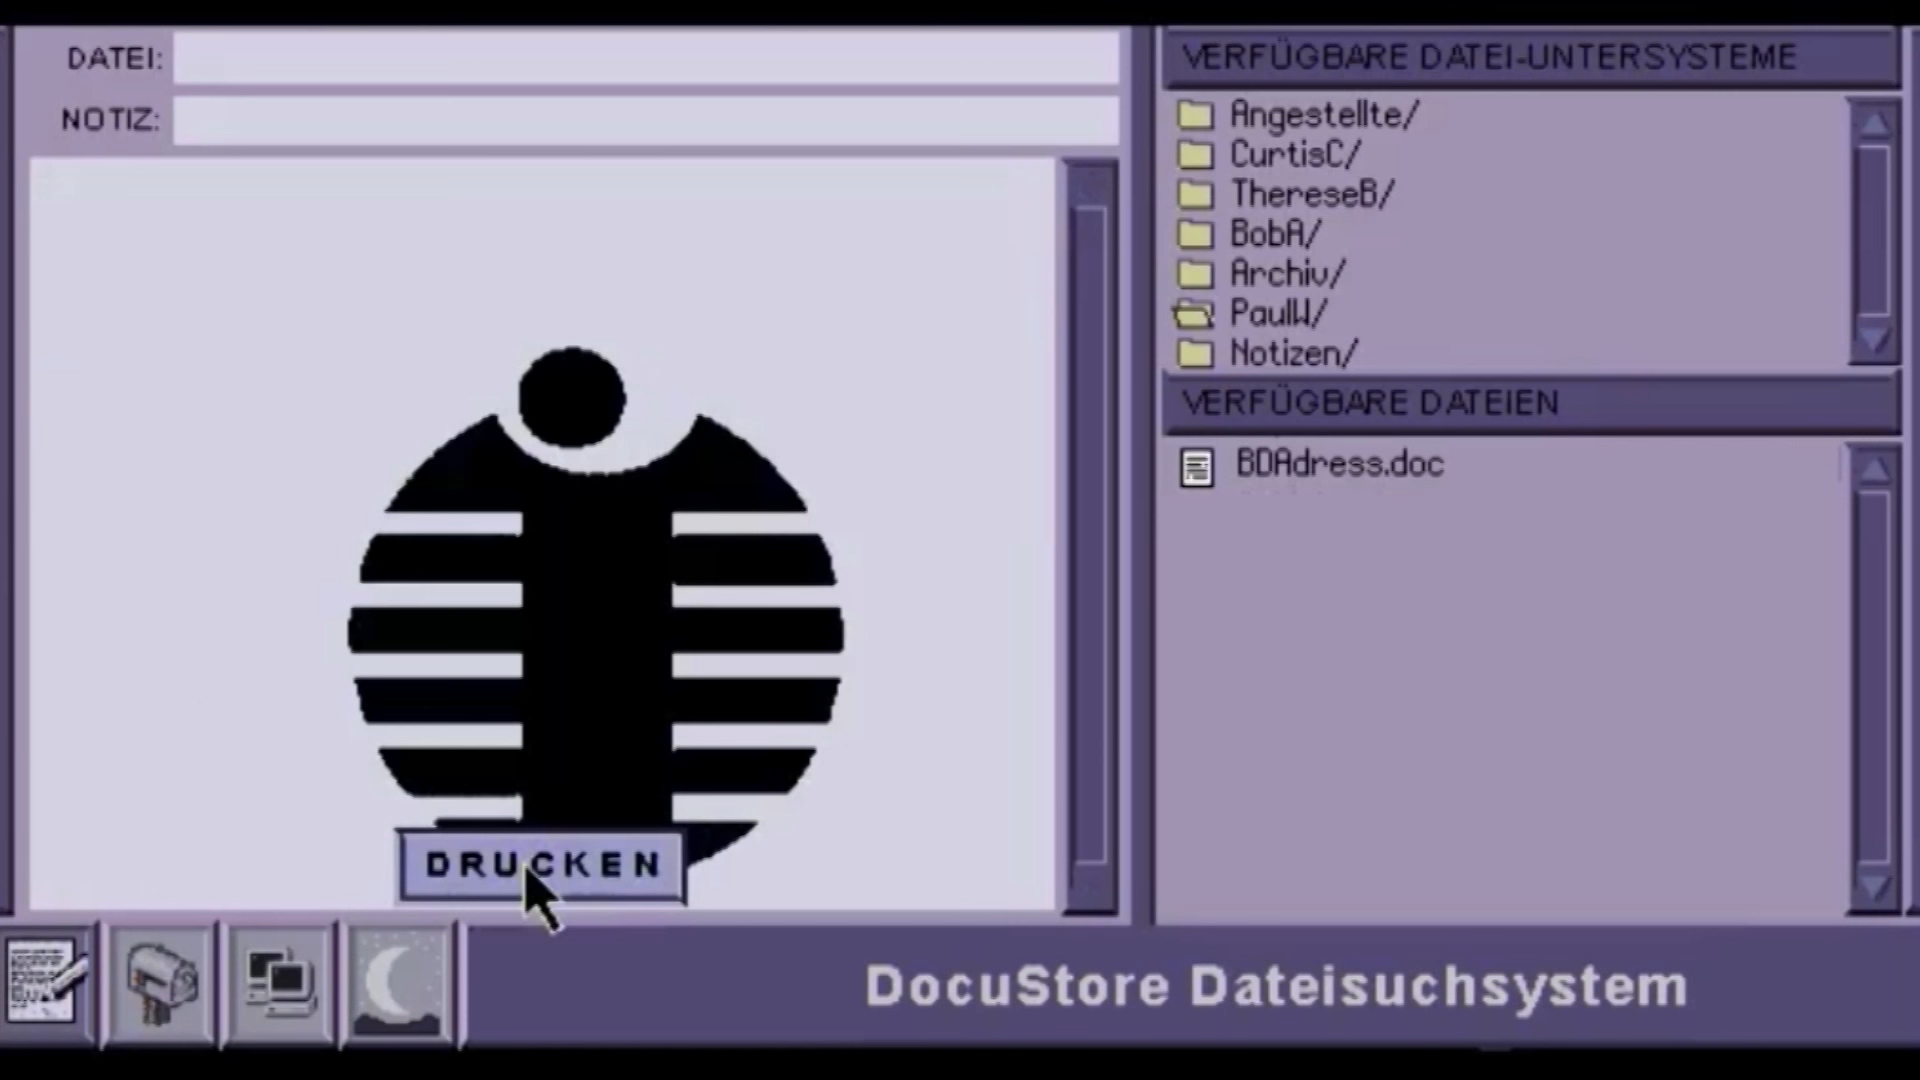 DATEI:
NOTIZ:
DRUCKEN
VERFÜGBARE DATEI-UNTERSYSTEME
Angestellte/
CurtisC/
ThereseB/
BobA/
Archiv/
PaulW/
Notizen/
VERFÜGBARE DATEIEN
BDAdress.doc
DocuStore Dateisuchsystem